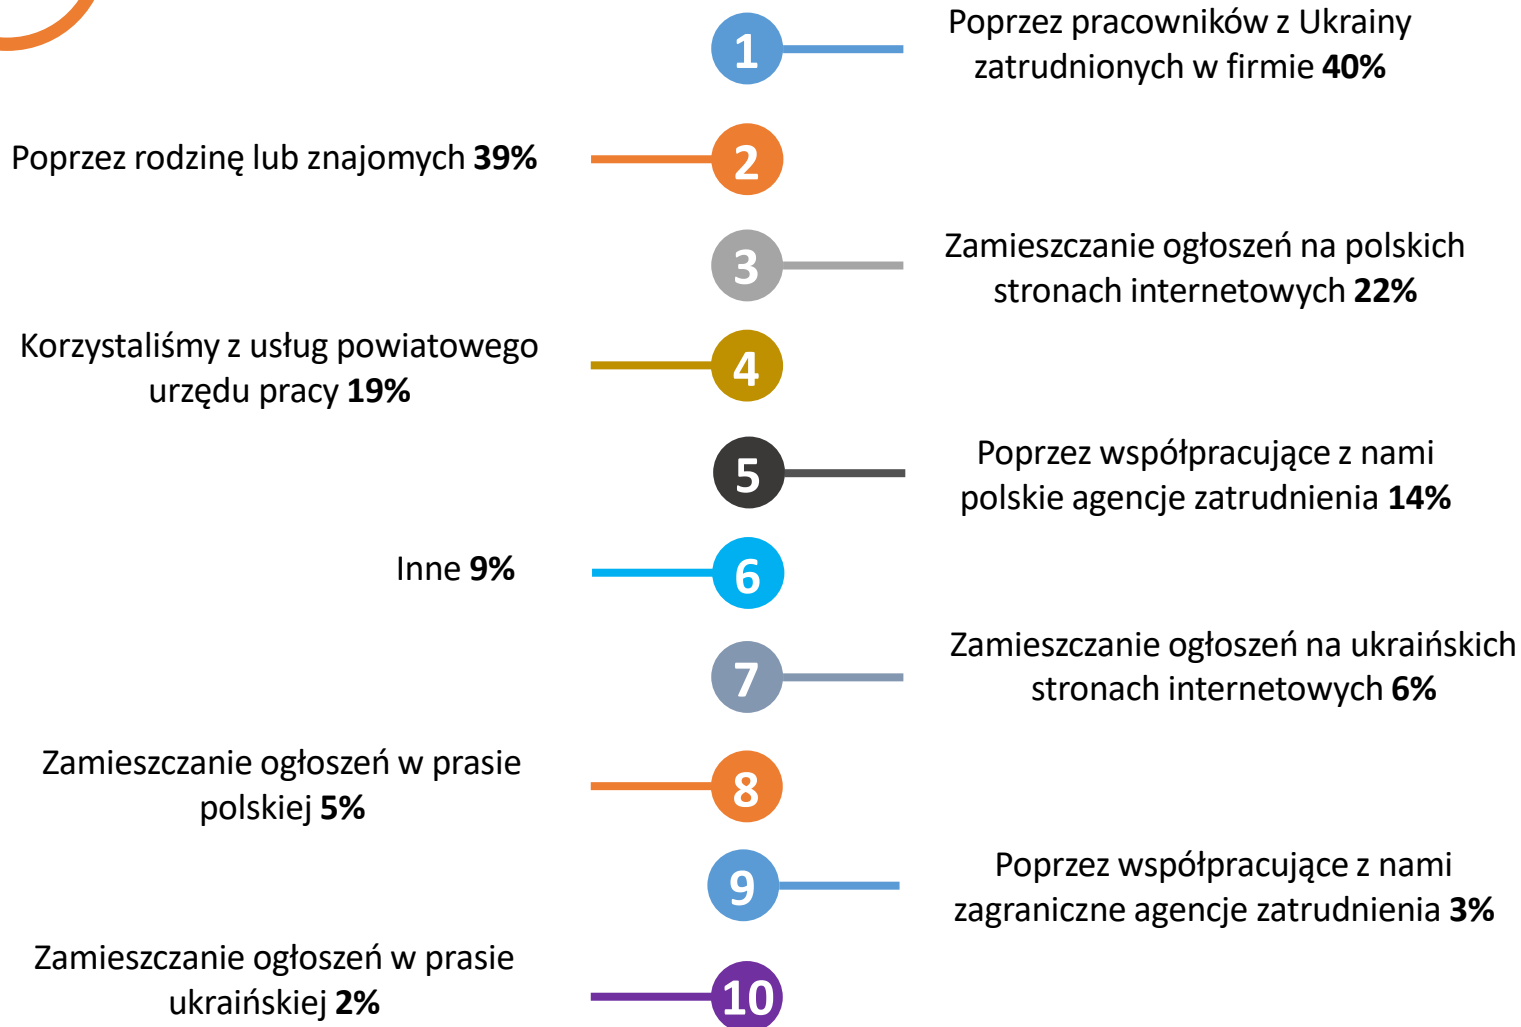 1
Poprzez pracowników z Ukrainy
zatrudnionych w firmie 40%
Poprzez rodzinę lub znajomych 39%
2
3
Zamieszczanie ogłoszeń na polskich
stronach internetowych 22%
Korzystaliśmy z usług powiatowego
urzędu pracy 19%
4
5
Poprzez współpracujące z nami
polskie agencje zatrudnienia 14%
Inne 9%
6
7
Zamieszczanie ogłoszeń na ukraińskich
stronach internetowych 6%
Zamieszczanie ogłoszeń w prasie
polskiej 5%
8
9
Poprzez współpracujące z nami
zagraniczne agencje zatrudnienia 3%
Zamieszczanie ogłoszeń w prasie
ukraińskiej 2%
10